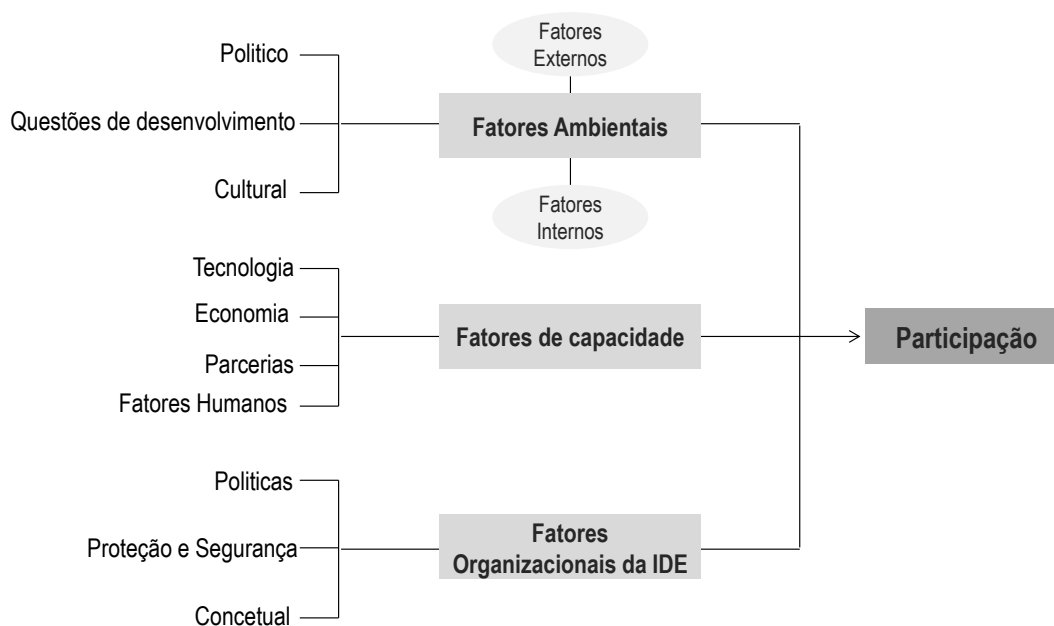 Politico
Questões de desenvolvimento
Cultural
Fatores
Externos
Fatores Ambientais
Fatores
Internos
Tecnologia
Economia
Parcerias
Fatores Humanos
Fatores de capacidade
Participação
Politicas
Proteção e Segurança
Concetual
Fatores
Organizacionais da IDE